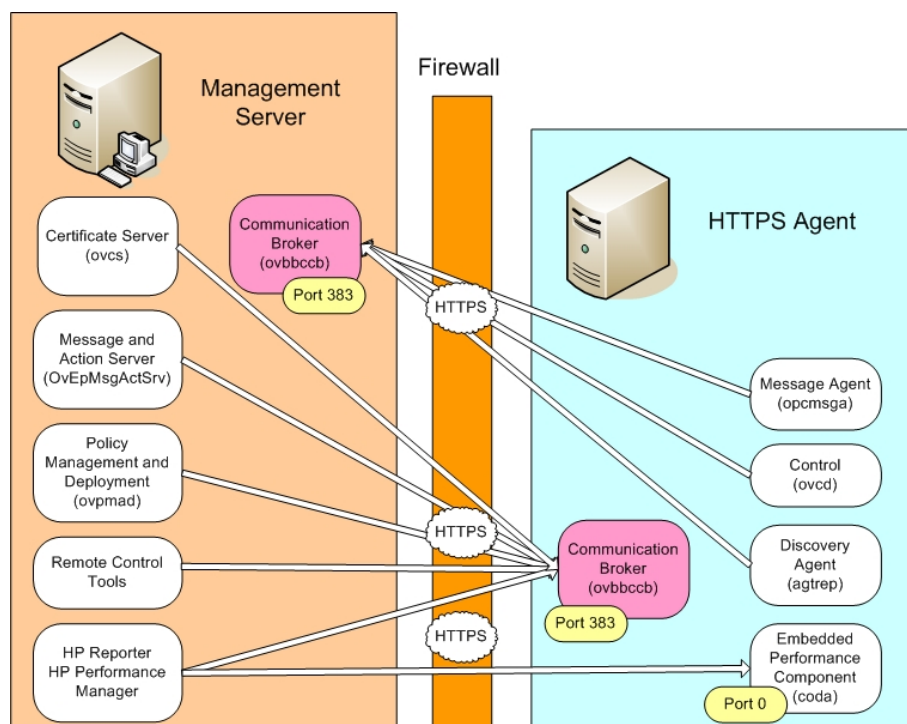 Management
Server
Firewall
HTTPS Agent
Certificate Server
(ovcs)
Communication
Broker
(ovbbccb)
Port 383
HTTPS
Message and
Action Server
(OvEpMsgActSrv)
Message Agent
(opcmsga)
Policy
Management and
Deployment
(ovpmad)
Control
(ovcd)
HTTPS
Remote Control
Tools
Communication
Broker
(ovbbccb)
Port 383
Discovery
Agent
(agtrep)
HP Reporter
HP Performance
Manager
HTTPS
Embedded
Performance
Component
(coda)
Port 0